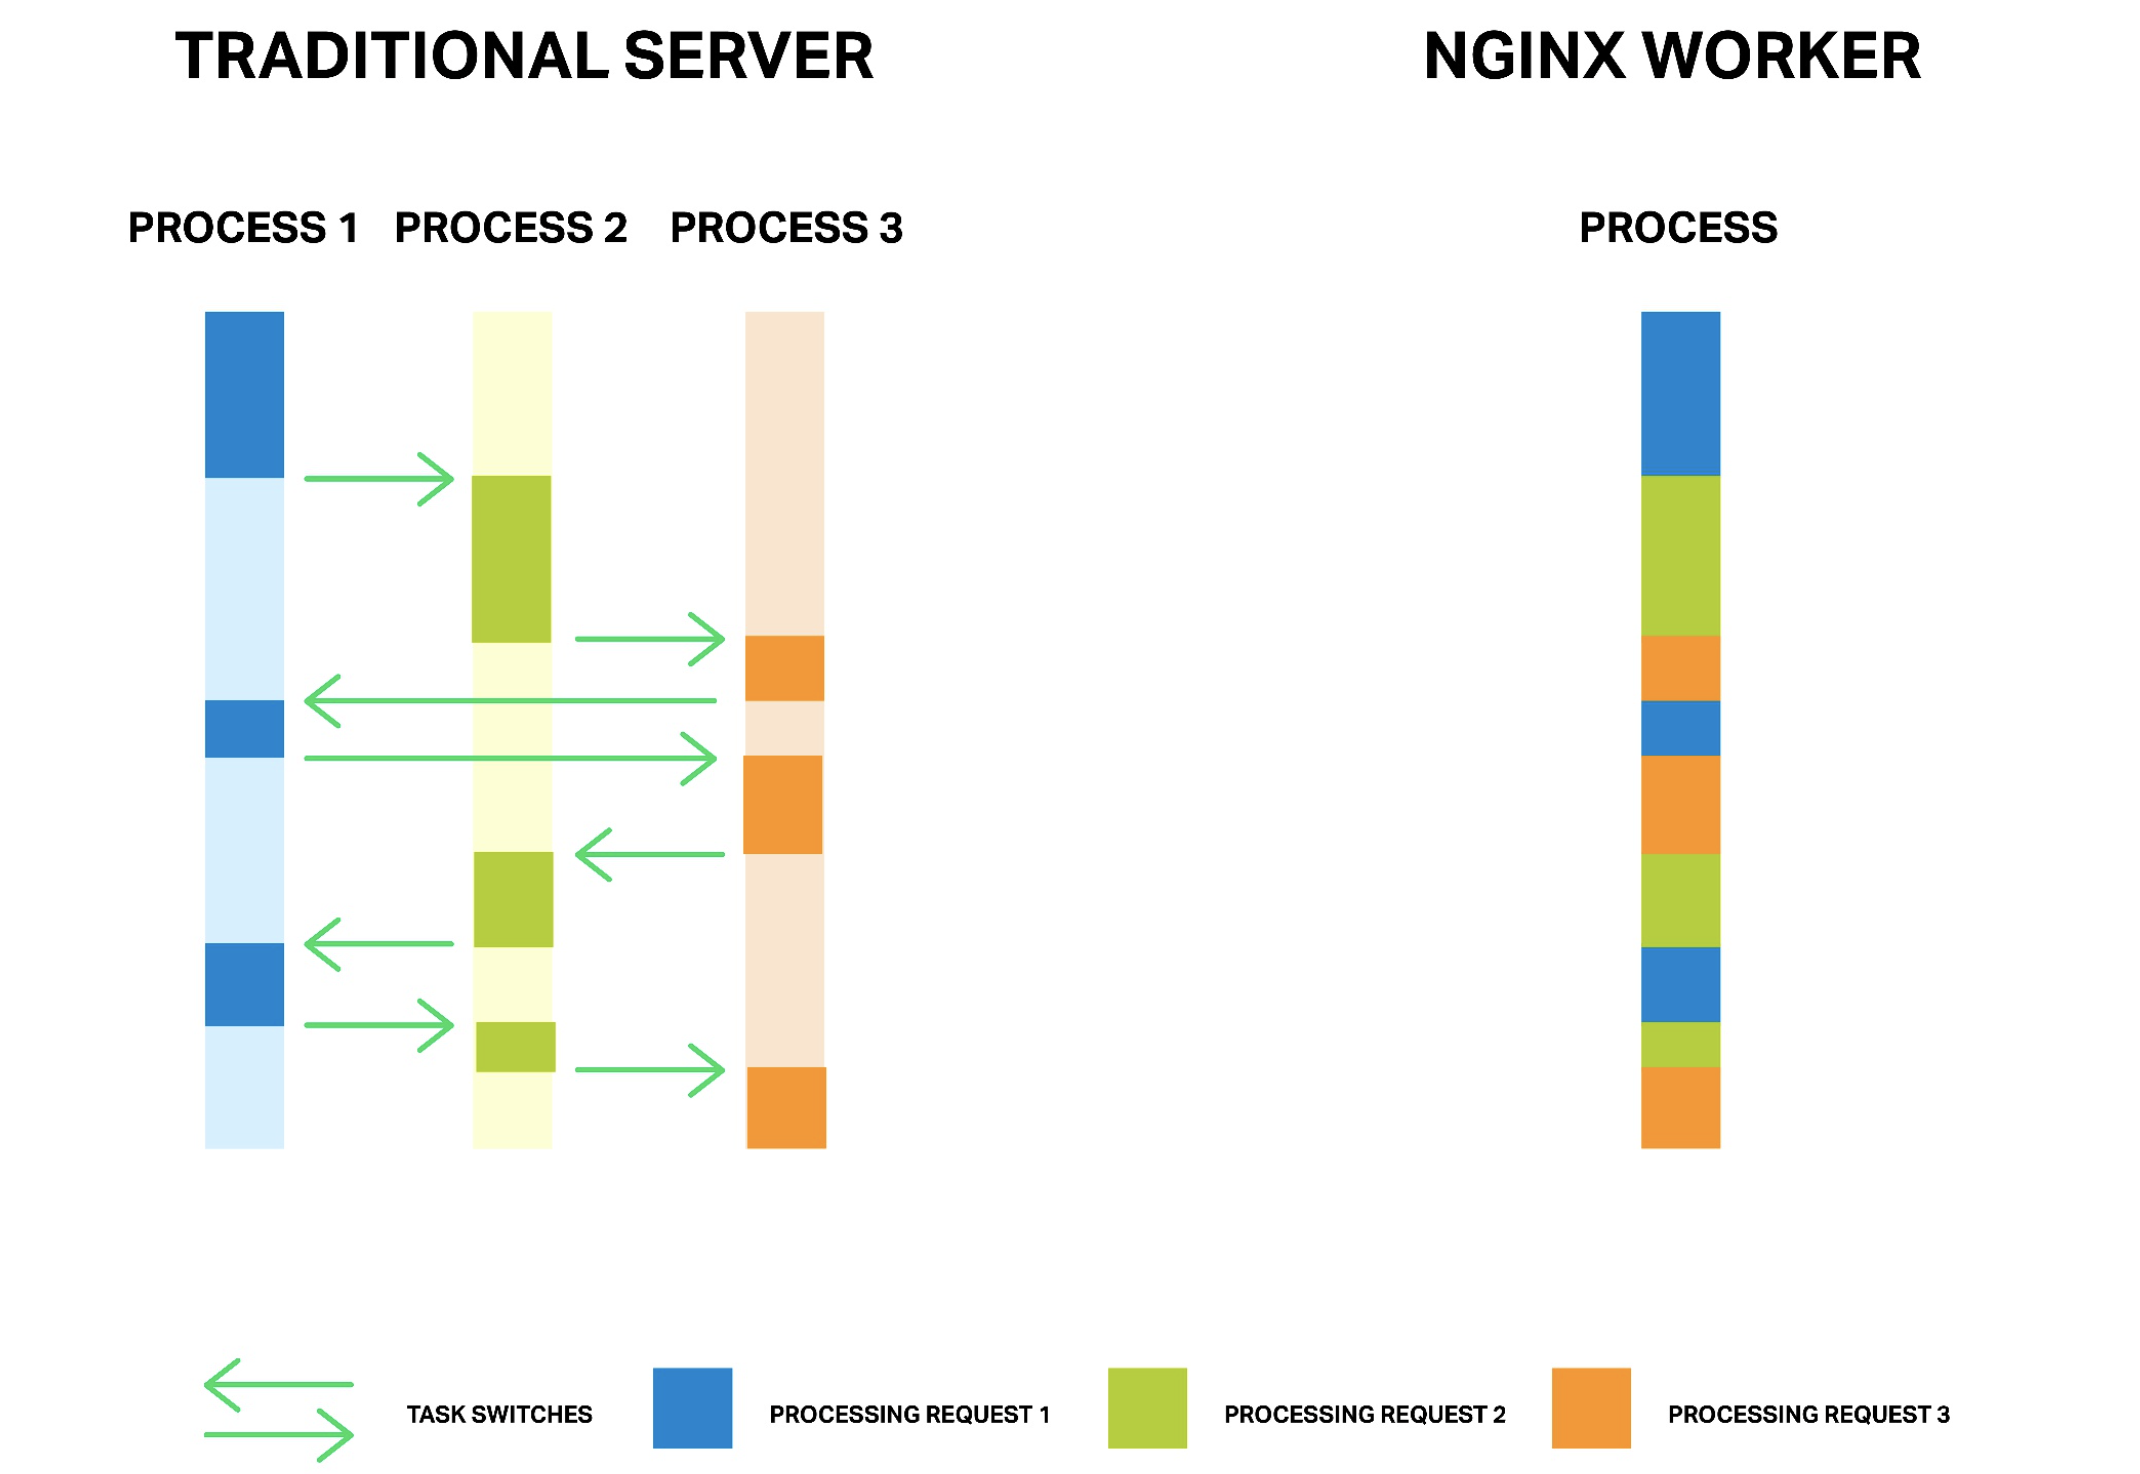 TRADITIONAL SERVER
NGINX WORKER
PROCESS 1
PROCESS 2
PROCESS 3
PROCESS
TASK SWITCHES
PROCESSING REQUEST 1
PROCESSING REQUEST 2
PROCESSING REQUEST 3